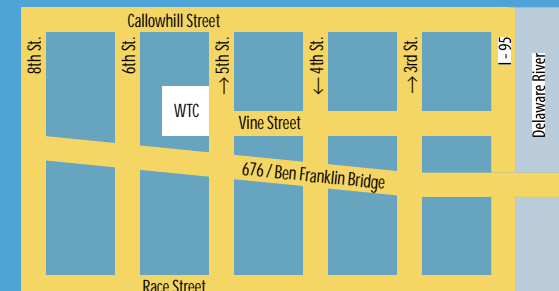 Callowhill Street
8th St.
6th St.
→ 5th St.
← 4th St.
→ 3rd St.
I - 95
Delaware River
WTC
Vine Street
676 / Ben Franklin Bridge
Race Street